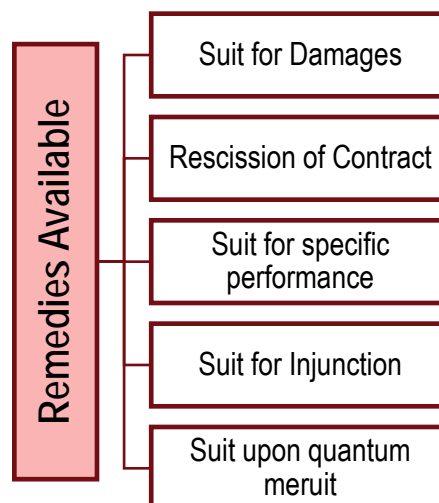 Remedies Available
Suit for Damages
Rescission of Contract
Suit for specific
performance
Suit for Injunction
Suit upon quantum
meruit